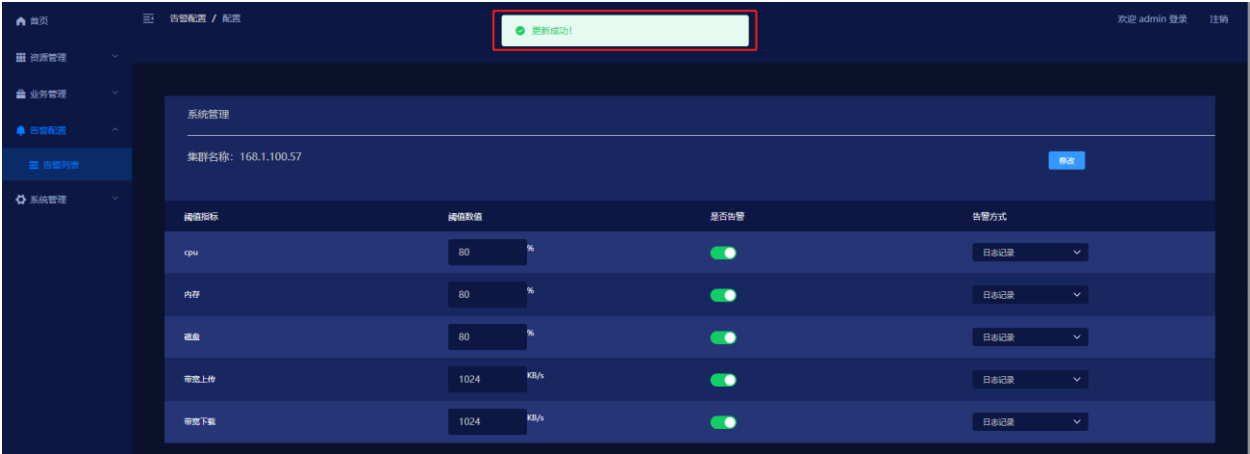 首页
告警配置 / 配置
更新成功!
欢迎 admin 登录
注销
资源管理
业务管理
告警配置
告警列表
系统管理
系统管理
集群名称：168.1.100.57
修改
阈值指标 阈值数值 是否告警 告警方式
cpu 80 % 日志记录
内存 80 % 日志记录
磁盘 80 % 日志记录
带宽上传 1024 KB/s 日志记录
带宽下载 1024 KB/s 日志记录